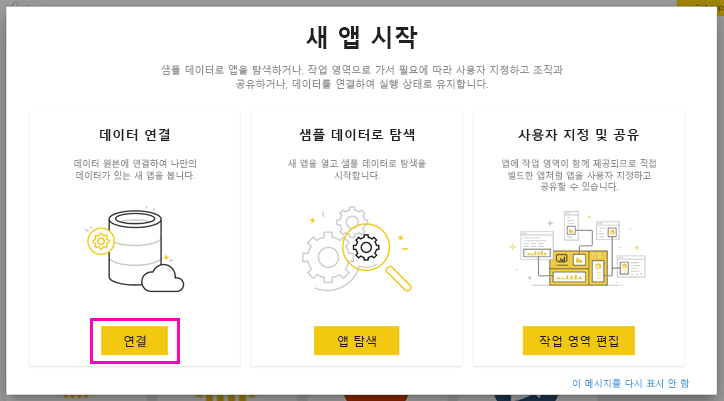 새 앱 시작
샘플 데이터로 앱을 탐색하거나, 작업 영역으로 가서 필요에 따라 사용자 지정하고 조직과
공유하거나, 데이터를 연결하여 실행 상태로 유지합니다.
데이터 연결
데이터 원본에 연결하여 나만의
데이터가 있는 새 앱을 봅니다.
연결
샘플 데이터로 탐색
새 앱을 열고 샘플 데이터로 탐색을
시작합니다.
앱 탐색
사용자 지정 및 공유
앱에 작업 영역이 함께 제공되므로 직접
빌드한 앱처럼 앱을 사용자 지정하고
공유할 수 있습니다.
작업 영역 편집
이 메시지를 다시 표시 안 함